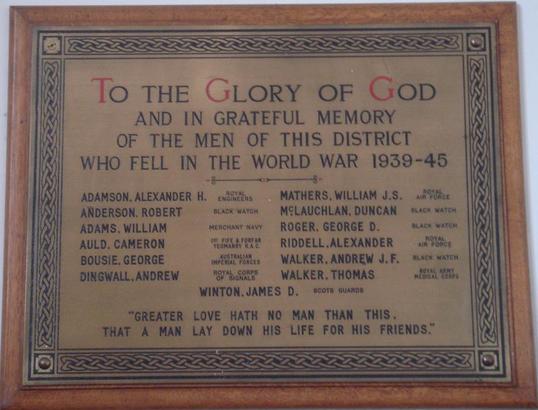 TO THE GLORY OF GOD
AND IN GRATEFUL MEMORY
OF THE MEN OF THIS DISTRICT
WHO FELL IN THE WORLD WAR 1939-45
ADAMSON, ALEXANDER H. ROYAL ENGINEERS
ANDERSON, ROBERT BLACK WATCH
ADAMS, WILLIAM MERCHANT NAVY
AULD, CAMERON 1ST FIFE & FORFAR YEOMANRY R.A.C.
BOUSIE, GEORGE AUSTRALIAN IMPERIAL FORCES
DINGWALL, ANDREW ROYAL CORPS OF SIGNALS
MATHERS, WILLIAM J.S. ROYAL AIR FORCE
McLAUCHLAN, DUNCAN BLACK WATCH
ROGER, GEORGE D. BLACK WATCH
RIDDELL, ALEXANDER ROYAL AIR FORCE
WALKER, ANDREW J.F. BLACK WATCH
WALKER, THOMAS ROYAL ARMY MEDICAL CORPS
WINTON, JAMES D. SCOTS GUARDS
"GREATER LOVE HATH NO MAN THAN THIS.
THAT A MAN LAY DOWN HIS LIFE FOR HIS FRIENDS."